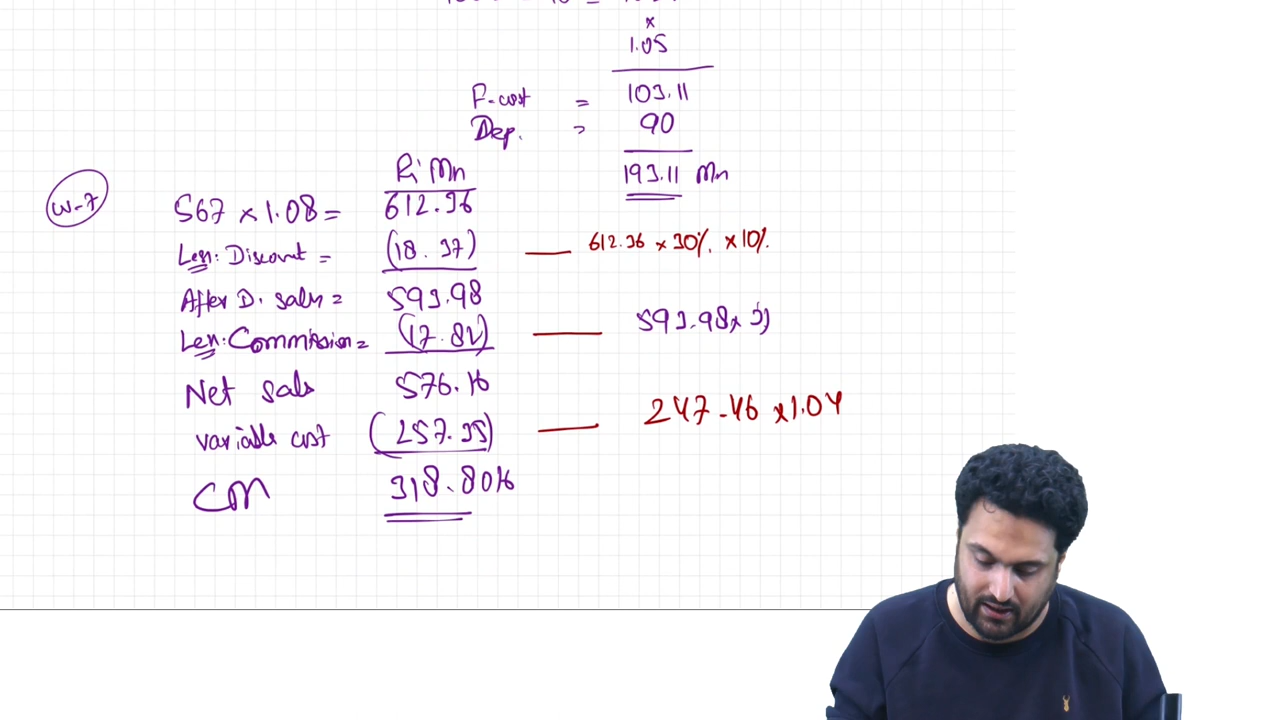 x
1.05
F-cost = 103.11
Dep. = 90
193.11 Mn
W-7
Rs Mn
567 x 1.08 = 612.36
Less: Discount = (18.37) — 612.36 x 30% x 10%
After D. sales = 593.98
Less: Commission = (17.82) — 593.98 x 3%
Net sales 576.16
variable cost (257.35) — 247.46 x 1.04
CM 318.8016